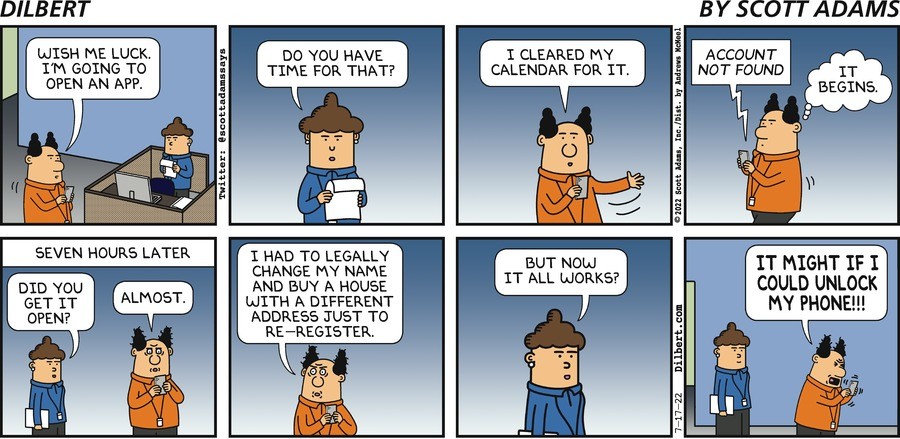 DILBERT
BY SCOTT ADAMS
WISH ME LUCK.
I'M GOING TO
OPEN AN APP.
Twitter: @scottadamssays
DO YOU HAVE
TIME FOR THAT?
I CLEARED MY
CALENDAR FOR IT.
© 2022 Scott Adams, Inc./Dist. by Andrews McMeel
ACCOUNT
NOT FOUND
IT
BEGINS.
SEVEN HOURS LATER
DID YOU
GET IT
OPEN?
ALMOST.
I HAD TO LEGALLY
CHANGE MY NAME
AND BUY A HOUSE
WITH A DIFFERENT
ADDRESS JUST TO
RE-REGISTER.
BUT NOW
IT ALL WORKS?
7-17-22 Dilbert.com
IT MIGHT IF I
COULD UNLOCK
MY PHONE!!!